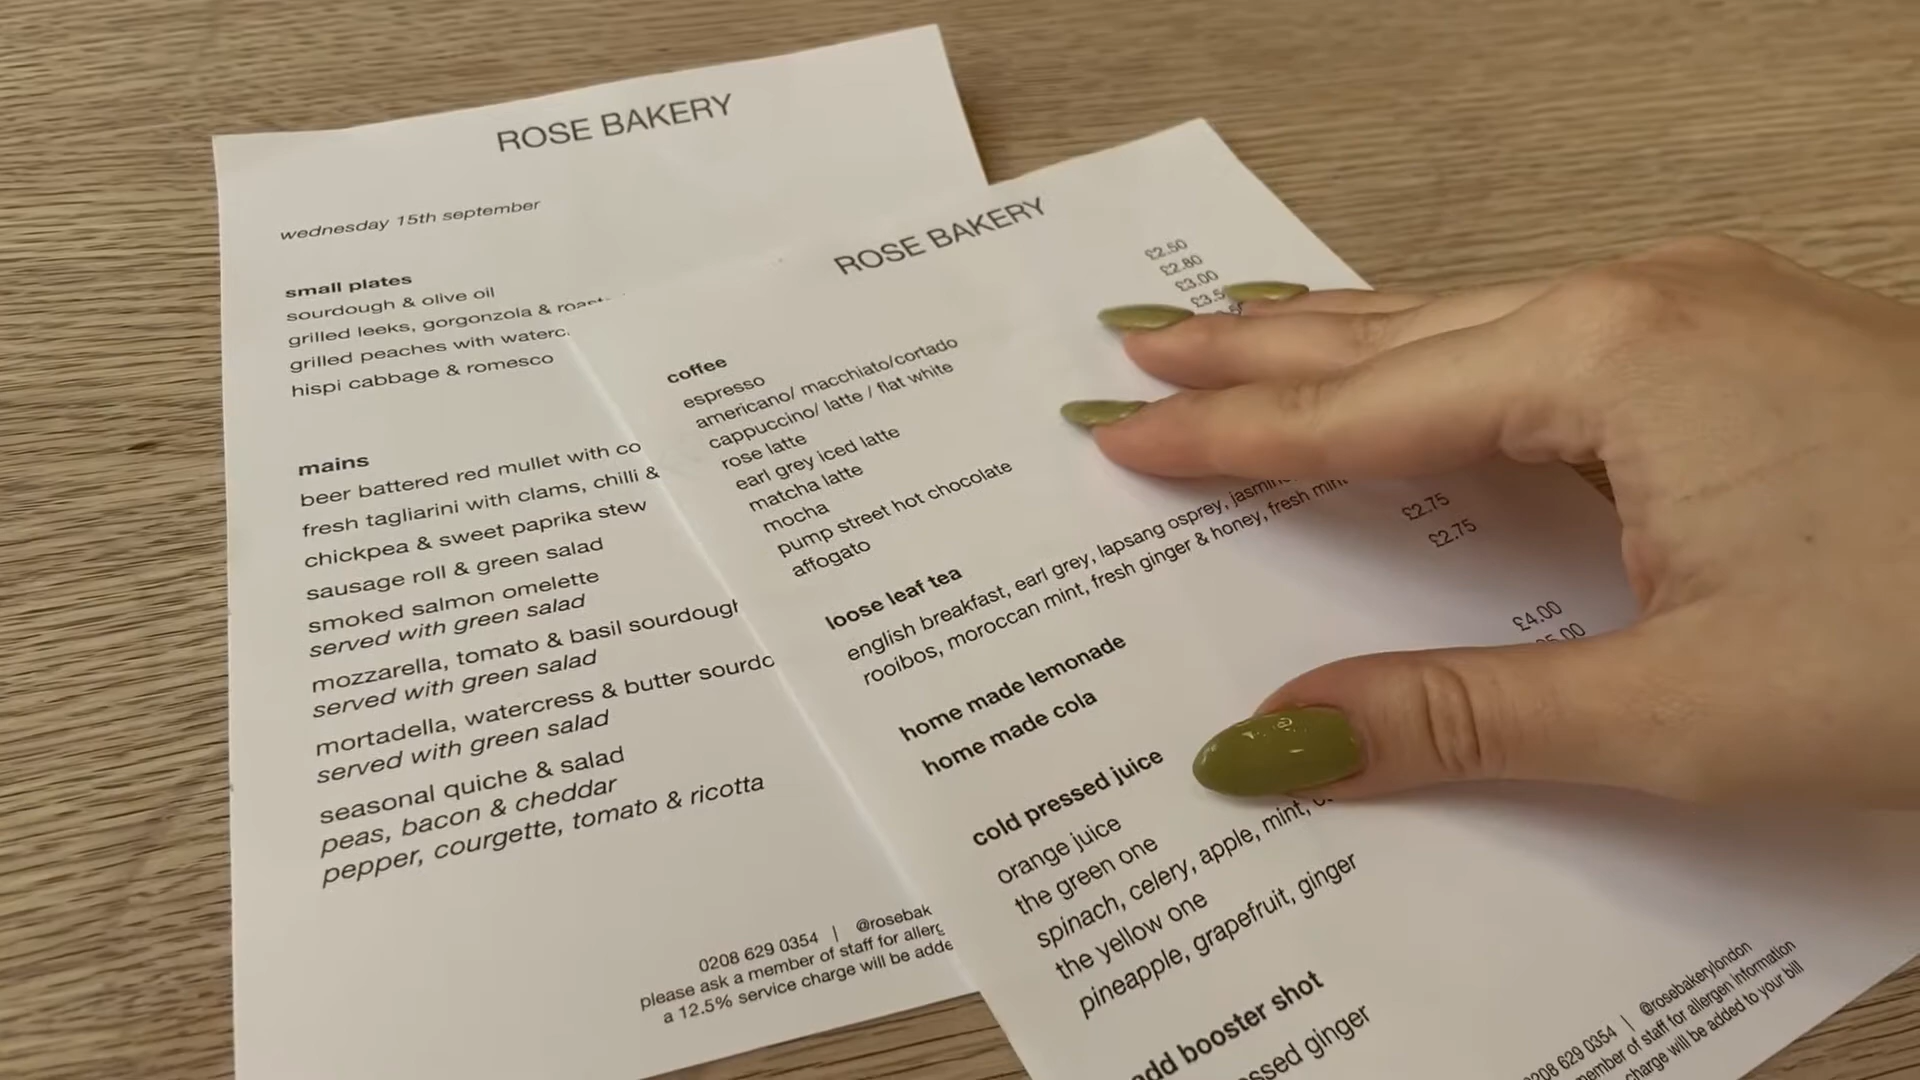 ROSE BAKERY
wednesday 15th september
small plates
sourdough & olive oil
grilled leeks, gorgonzola &
grilled peaches with
hispi cabbage & romesco
mains
beer battered red mullet with
fresh tagliarini with clams, chilli &
chickpea & sweet paprika stew
sausage roll & green salad
smoked salmon omelette
served with green salad
mozzarella, tomato & basil
served with green salad
mortadella, watercress & butter
served with green salad
seasonal quiche & salad
peas, bacon & cheddar
pepper, courgette, tomato & ricotta
0208 629 0354 |
please ask a member of staff for
a 12.5% service charge will be
ROSE BAKERY
coffee
espresso £2.50
americano/ macchiato/cortado £2.80
cappuccino/ latte / flat white £3.00
rose latte
earl grey iced latte
matcha latte
mocha
pump street hot chocolate
affogato
loose leaf tea
english breakfast, earl grey, lapsang osprey,
rooibos, moroccan mint, fresh ginger & honey, fresh mint
home made lemonade £2.75
home made cola £2.75
cold pressed juice
orange juice £4.00
the green one
spinach, celery, apple, mint,
the yellow one
pineapple, grapefruit, ginger
add booster shot
ginger
629 0354 | @rosebakerylondon
of staff for allergen information
charge will be added to your bill